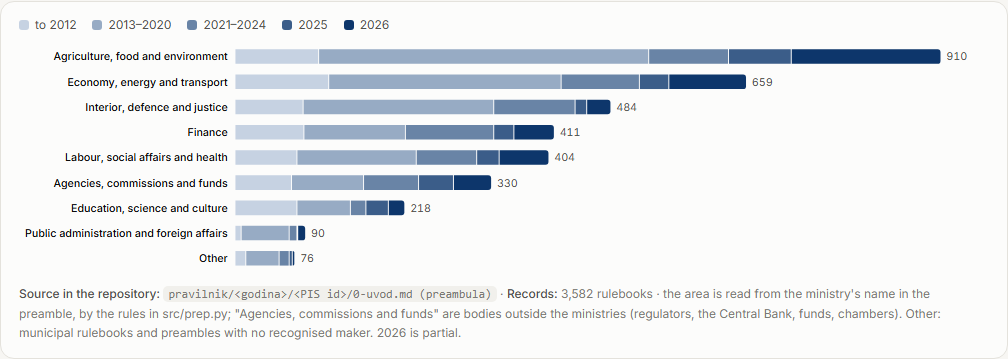 to 2012 2013–2020 2021–2024 2025 2026
Agriculture, food and environment 910
Economy, energy and transport 659
Interior, defence and justice 484
Finance 411
Labour, social affairs and health 404
Agencies, commissions and funds 330
Education, science and culture 218
Public administration and foreign affairs 90
Other 76
Source in the repository: pravilnik/<godina>/<PIS id>/0-uvod.md (preambula) · Records: 3,582 rulebooks · the area is read from the ministry's name in the
preamble, by the rules in src/prep.py; "Agencies, commissions and funds" are bodies outside the ministries (regulators, the Central Bank, funds, chambers). Other:
municipal rulebooks and preambles with no recognised maker. 2026 is partial.